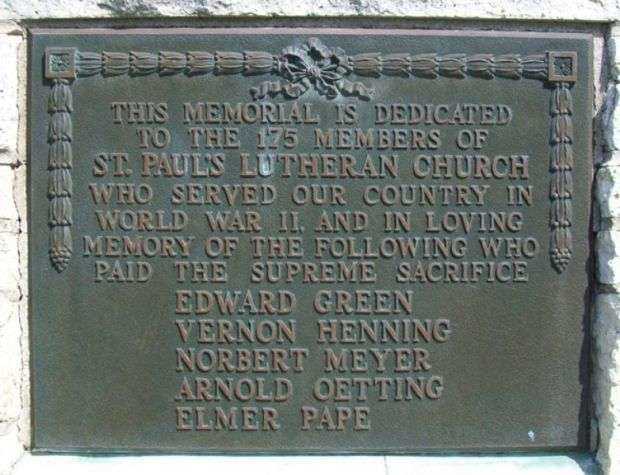 THIS MEMORIAL IS DEDICATED
TO THE 175 MEMBERS OF
ST. PAUL'S LUTHERAN CHURCH
WHO SERVED OUR COUNTRY IN
WORLD WAR II, AND IN LOVING
MEMORY OF THE FOLLOWING WHO
PAID THE SUPREME SACRIFICE
EDWARD GREEN
VERNON HENNING
NORBERT MEYER
ARNOLD OETTING
ELMER PAPE